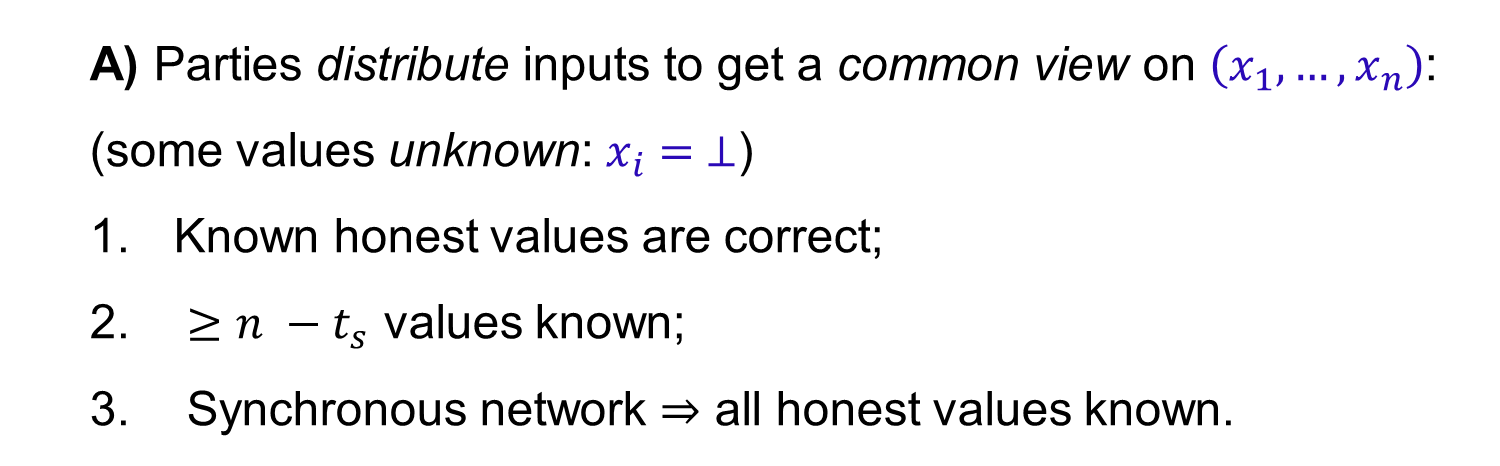 A) Parties distribute inputs to get a common view on (x₁, … , xₙ):
(some values unknown: xᵢ = ⊥)
1. Known honest values are correct;
2. ≥ n − tₛ values known;
3. Synchronous network ⇒ all honest values known.